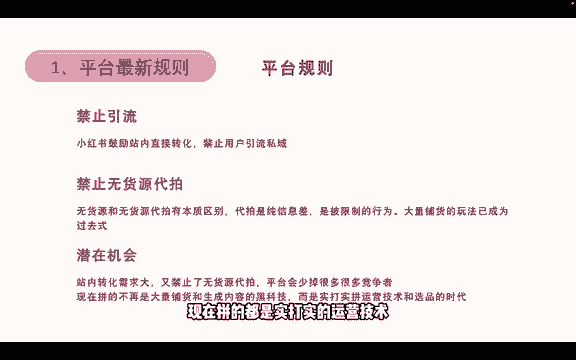 1、平台最新规则
平台规则
禁止引流
小红书鼓励站内直接转化，禁止用户引流私域
禁止无货源代拍
无货源和无货源代拍有本质区别，代拍是纯信息差，是被限制的行为。大量铺货的玩法已成为
过去式
潜在机会
站内转化需求大，又禁止了无货源代拍，平台会少掉很多很多竞争者
现在拼的不再是大量铺货和生成内容的黑科技，而是实打实拼运营技术和选品的时代
现在拼的都是实打实的运营技术